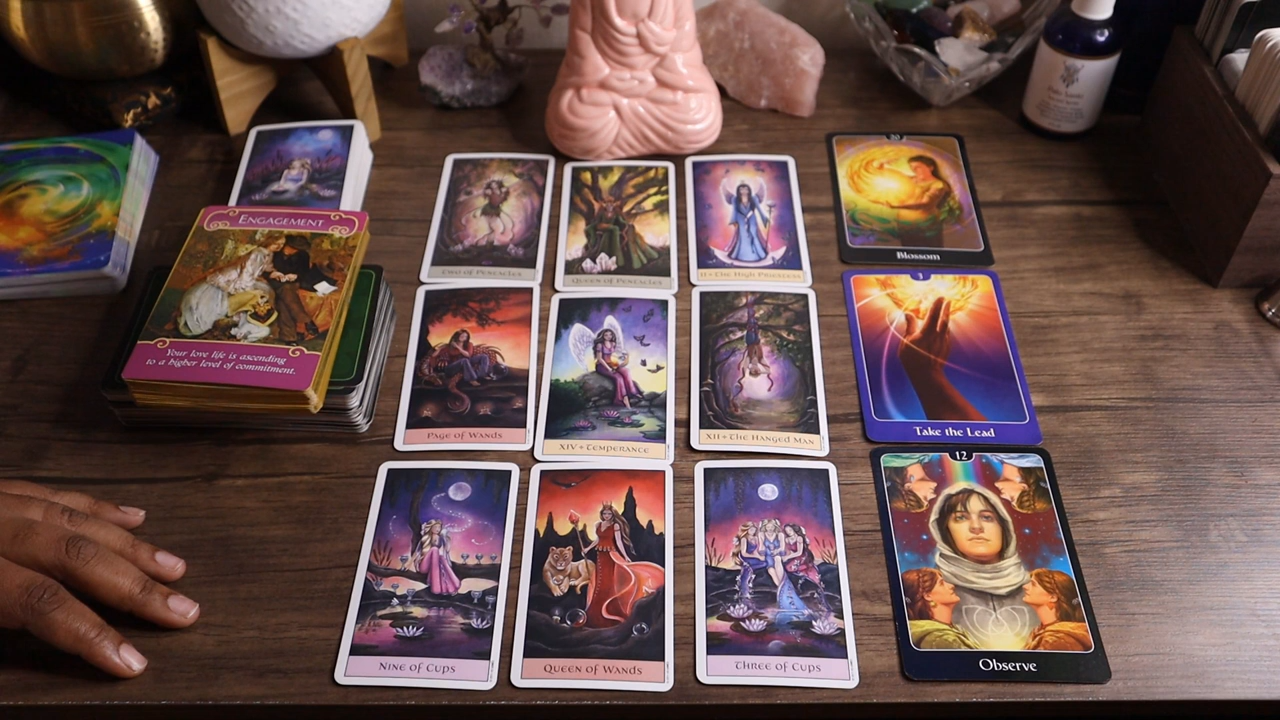 ENGAGEMENT
Your love life is ascending
to a higher level of commitment.
Two of Pentacles
Queen of Pentacles
II + The High Priestess
20
Blossom
Page of Wands
XIV + Temperance
XII + The Hanged Man
3
Take the Lead
Nine of Cups
Queen of Wands
Three of Cups
12
Observe